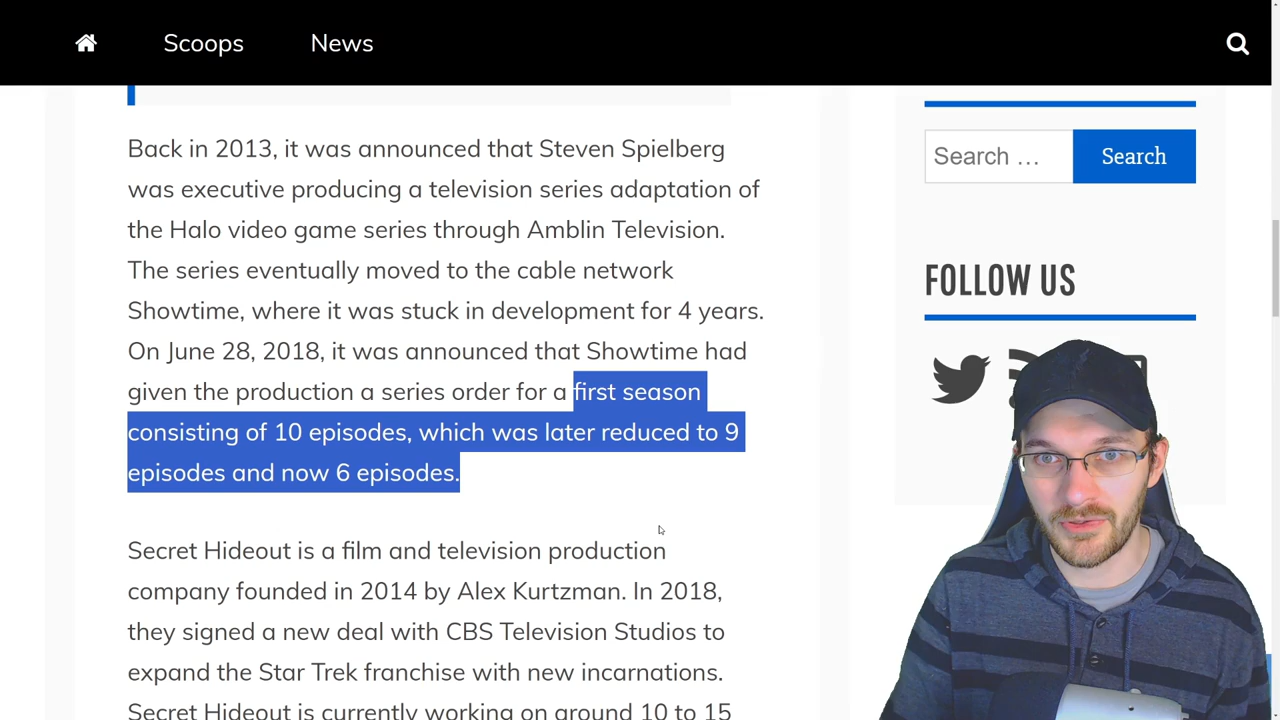 Scoops
News
Back in 2013, it was announced that Steven Spielberg
was executive producing a television series adaptation of
the Halo video game series through Amblin Television.
The series eventually moved to the cable network
Showtime, where it was stuck in development for 4 years.
On June 28, 2018, it was announced that Showtime had
given the production a series order for a first season
consisting of 10 episodes, which was later reduced to 9
episodes and now 6 episodes.
Secret Hideout is a film and television production
company founded in 2014 by Alex Kurtzman. In 2018,
they signed a new deal with CBS Television Studios to
expand the Star Trek franchise with new incarnations.
Secret Hideout is currently working on around 10 to 15
Search …
Search
FOLLOW US